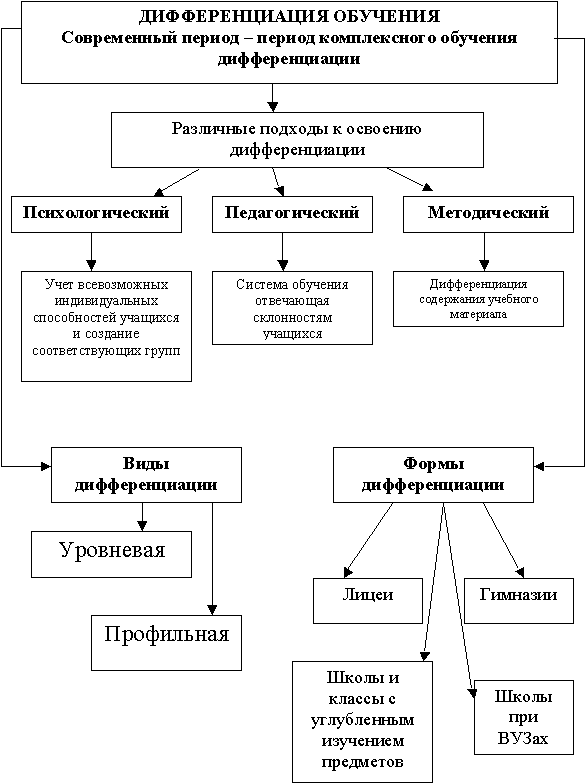 ДИФФЕРЕНЦИАЦИЯ ОБУЧЕНИЯ
Современный период – период комплексного обучения
дифференциации
Различные подходы к освоению
дифференциации
Психологический
Педагогический
Методический
Учет всевозможных
индивидуальных
способностей учащихся
и создание
соответствующих групп
Система обучения
отвечающая
склонностям
учащихся
Дифференциация
содержания учебного
материала
Виды
дифференциации
Формы
дифференциации
Уровневая
Профильная
Лицеи
Гимназии
Школы и
классы с
углубленным
изучением
предметов
Школы
при
ВУЗах